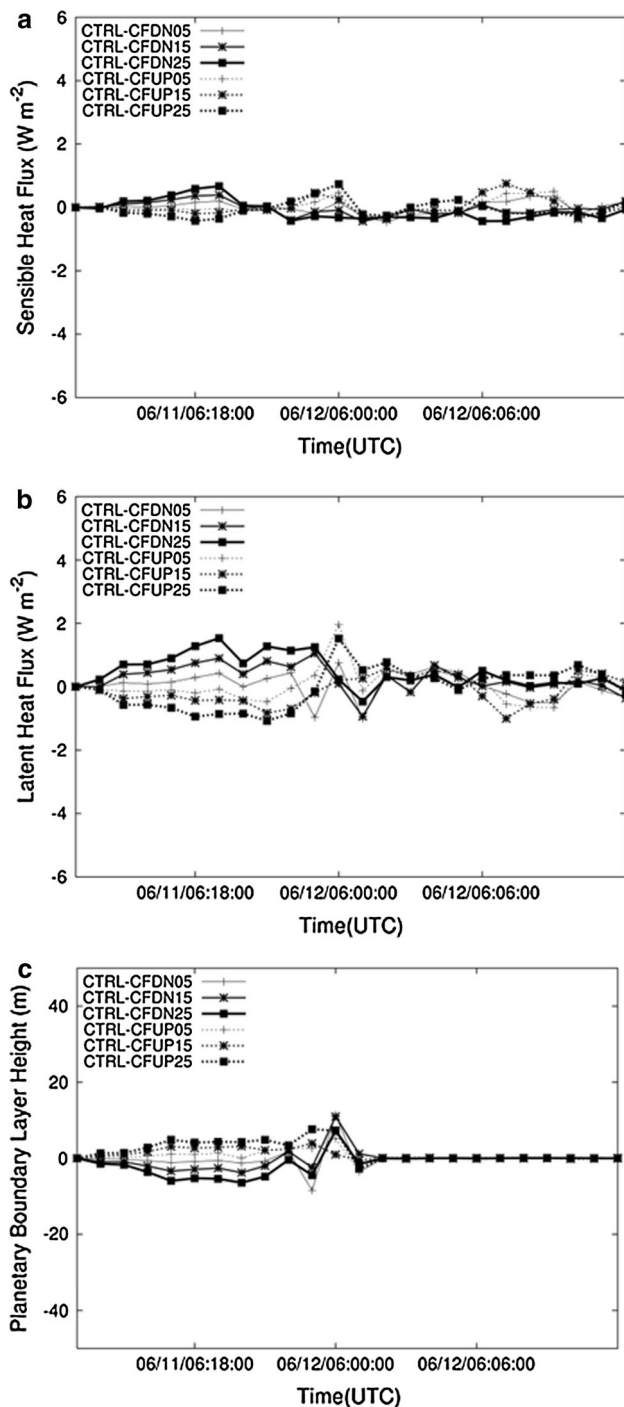 a
6
4
2
0
-2
-4
-6
Sensible Heat Flux (W m-2)
CTRL-CFDN05
CTRL-CFDN15
CTRL-CFDN25
CTRL-CFUP05
CTRL-CFUP15
CTRL-CFUP25
06/11/06:18:00 06/12/06:00:00 06/12/06:06:00
Time(UTC)
b
6
4
2
0
-2
-4
-6
Latent Heat Flux (W m-2)
CTRL-CFDN05
CTRL-CFDN15
CTRL-CFDN25
CTRL-CFUP05
CTRL-CFUP15
CTRL-CFUP25
06/11/06:18:00 06/12/06:00:00 06/12/06:06:00
Time(UTC)
c
40
20
0
-20
-40
Planetary Boundary Layer Height (m)
CTRL-CFDN05
CTRL-CFDN15
CTRL-CFDN25
CTRL-CFUP05
CTRL-CFUP15
CTRL-CFUP25
06/11/06:18:00 06/12/06:00:00 06/12/06:06:00
Time(UTC)